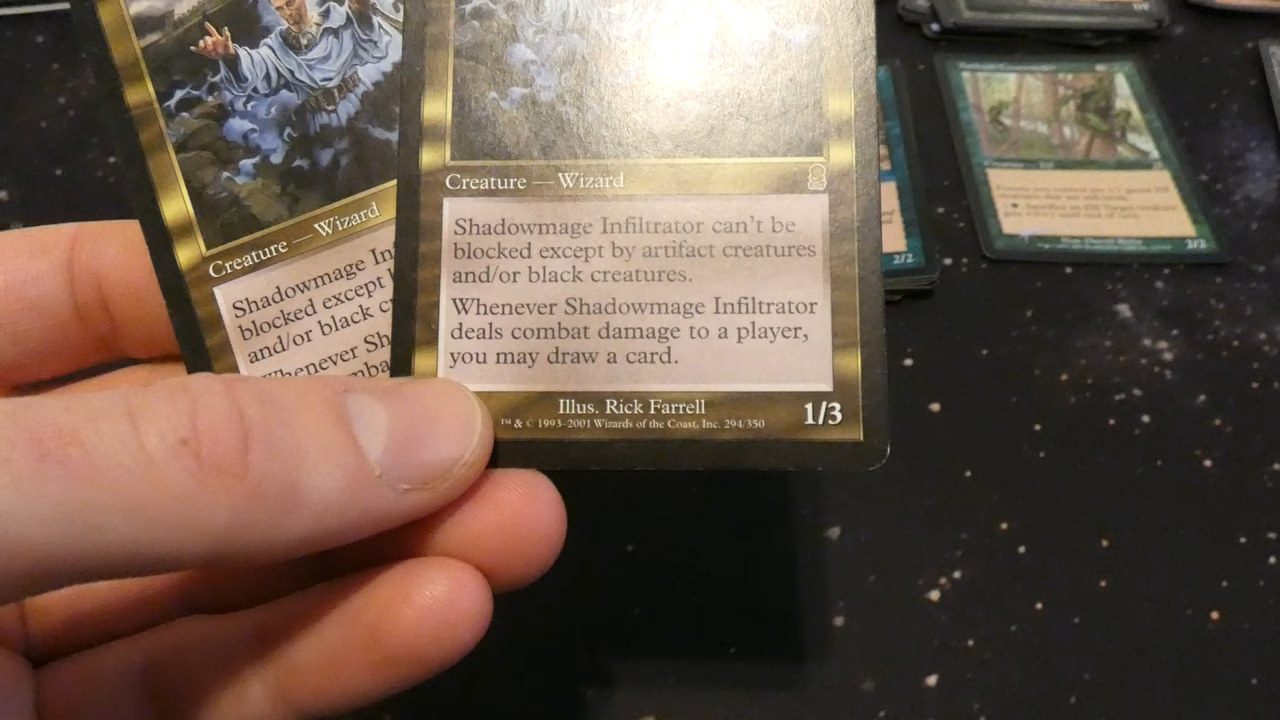 Creature — Wizard
Shadowmage In
blocked except
and/or black c
Whenever Sh
mba
Creature — Wizard
Shadowmage Infiltrator can't be
blocked except by artifact creatures
and/or black creatures.
Whenever Shadowmage Infiltrator
deals combat damage to a player,
you may draw a card.
Illus. Rick Farrell
™ & © 1993-2001 Wizards of the Coast, Inc. 294/350
1/3
2/2
2/2